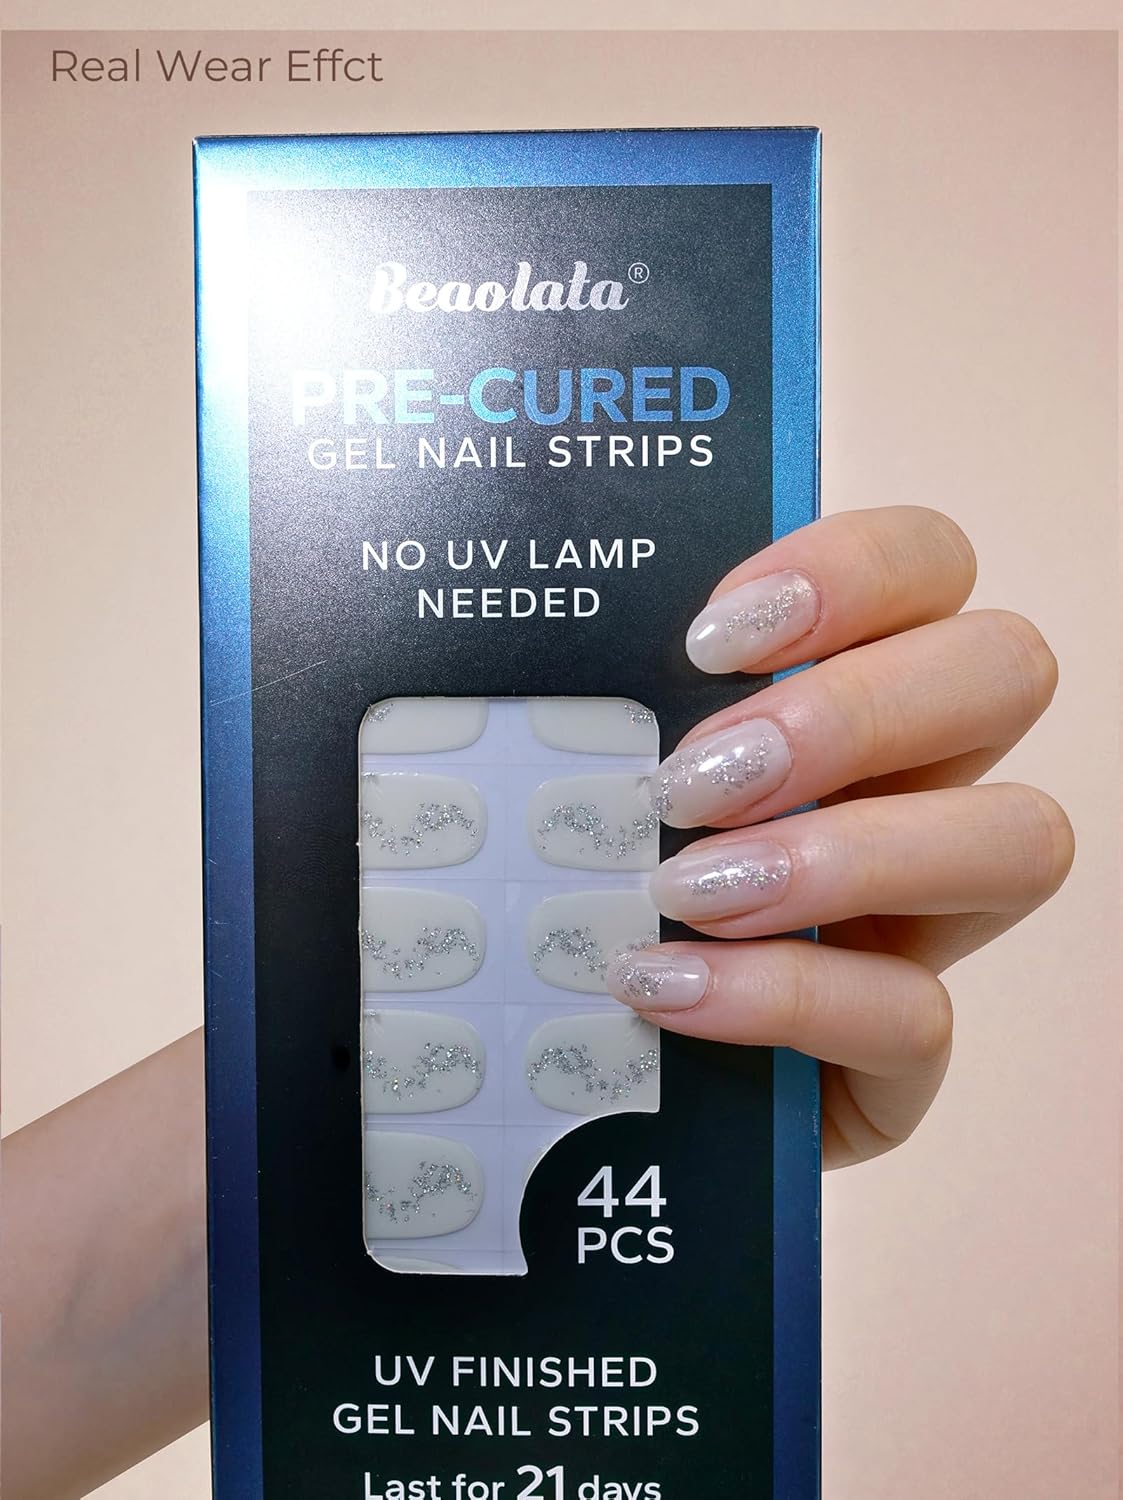 Real Wear Effct
Beaolata®
PRE-CURED
GEL NAIL STRIPS
NO UV LAMP
NEEDED
44
PCS
UV FINISHED
GEL NAIL STRIPS
Last for 21 days